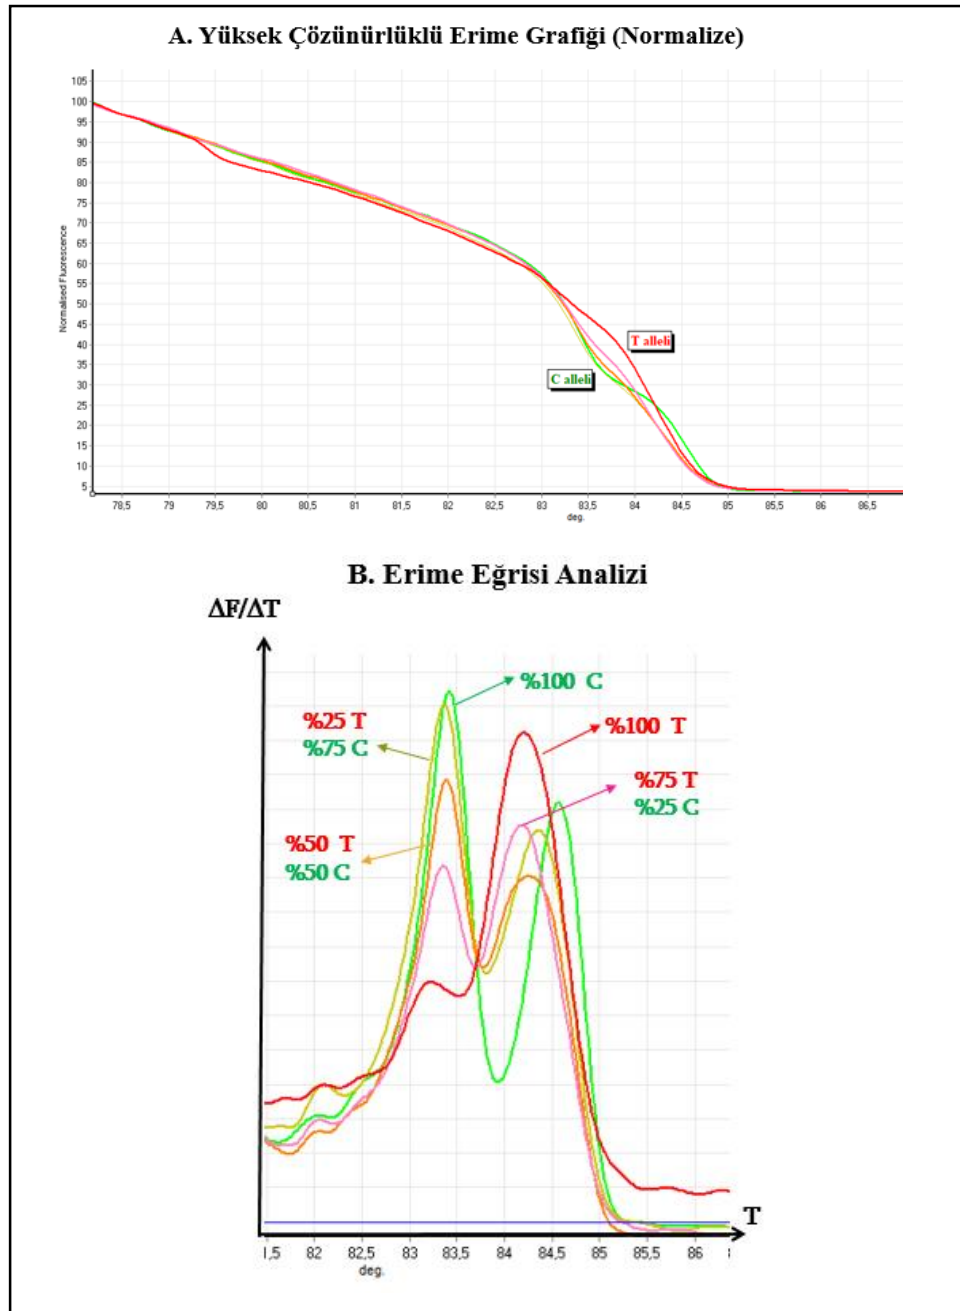 A. Yüksek Çözünürlüklü Erime Grafiği (Normalize)
105
100
95
90
85
80
75
70
65
60
55
50
45
40
35
30
25
20
15
10
5
Normalised Fluorescence
T alleli
C alleli
78,5 79 79,5 80 80,5 81 81,5 82 82,5 83 83,5 84 84,5 85 85,5 86 86,5
deg.
B. Erime Eğrisi Analizi
ΔF/ΔT
%100 C
%25 T
%75 C
%100 T
%75 T
%25 C
%50 T
%50 C
T
1,5 82 82,5 83 83,5 84 84,5 85 85,5 86
deg.